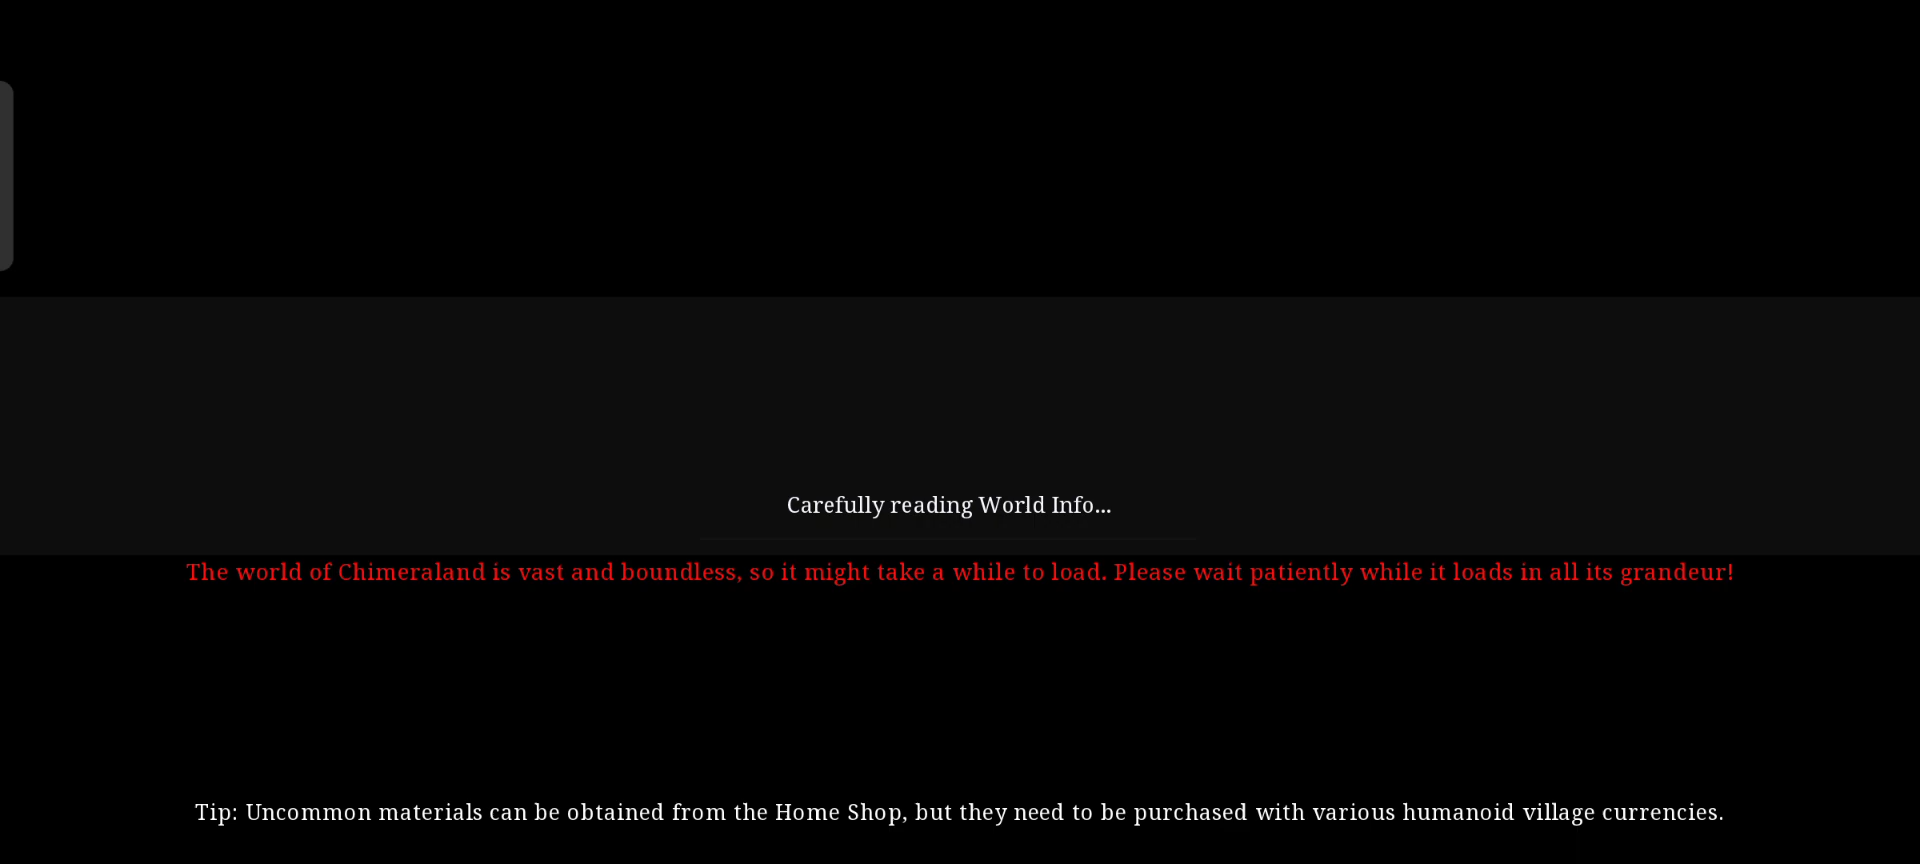 Carefully reading World Info...
The world of Chimeraland is vast and boundless, so it might take a while to load. Please wait patiently while it loads in all its grandeur!
Tip: Uncommon materials can be obtained from the Home Shop, but they need to be purchased with various humanoid village currencies.